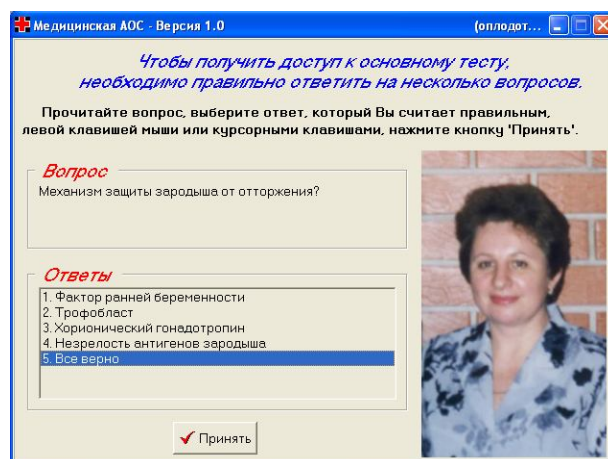 Медицинская АОС - Версия 1.0 (оплодот...
Чтобы получить доступ к основному тесту,
необходимо правильно ответить на несколько вопросов.
Прочитайте вопрос, выберите ответ, который Вы считает правильным,
левой клавишей мыши или курсорными клавишами, нажмите кнопку 'Принять'.
Вопрос
Механизм защиты зародыша от отторжения?
Ответы
1. Фактор ранней беременности
2. Трофобласт
3. Хорионический гонадотропин
4. Незрелость антигенов зародыша
5. Все верно
Принять